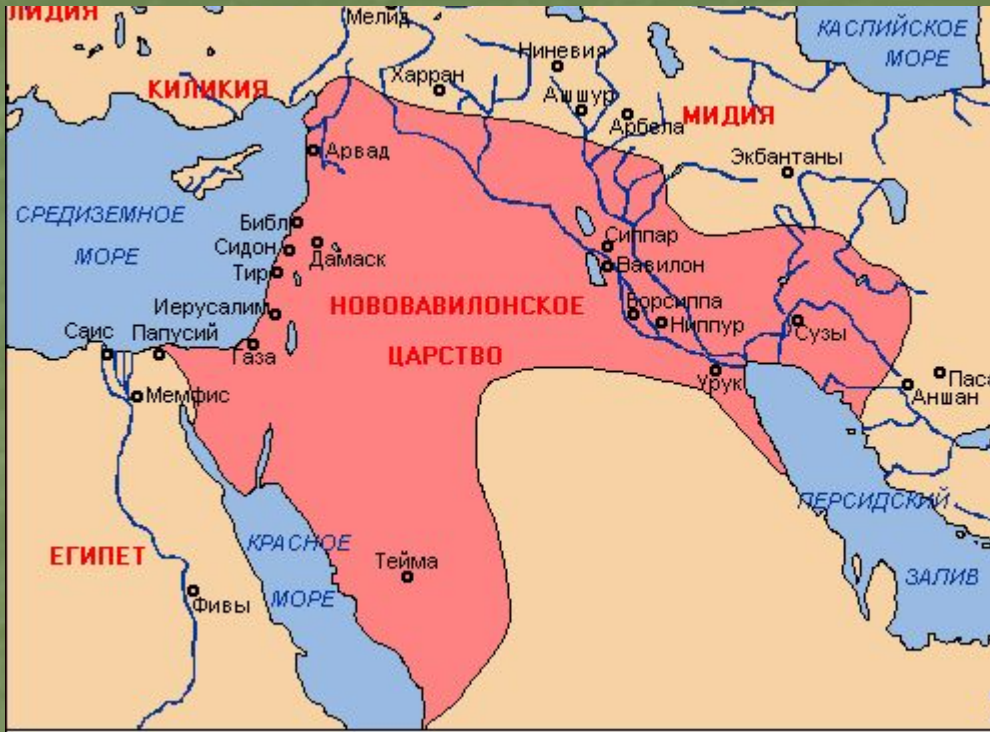 ЛИДИЯ
Мелид
КАСПИЙСКОЕ
МОРЕ
Ниневия
Харран
КИЛИКИЯ
Ашшур
Арбела
МИДИЯ
Арвад
Экбантаны
СРЕДИЗЕМНОЕ
МОРЕ
Библ
Сидон
Дамаск
Тир
Сиппар
Вавилон
Иерусалим
НОВОВАВИЛОНСКОЕ
ЦАРСТВО
Борсиппа
Ниппур
Сузы
Саис
Папусий
Газа
Урук
Паса
Аншан
Мемфис
ПЕРСИДСКИЙ
ЗАЛИВ
ЕГИПЕТ
КРАСНОЕ
МОРЕ
Тейма
Фивы